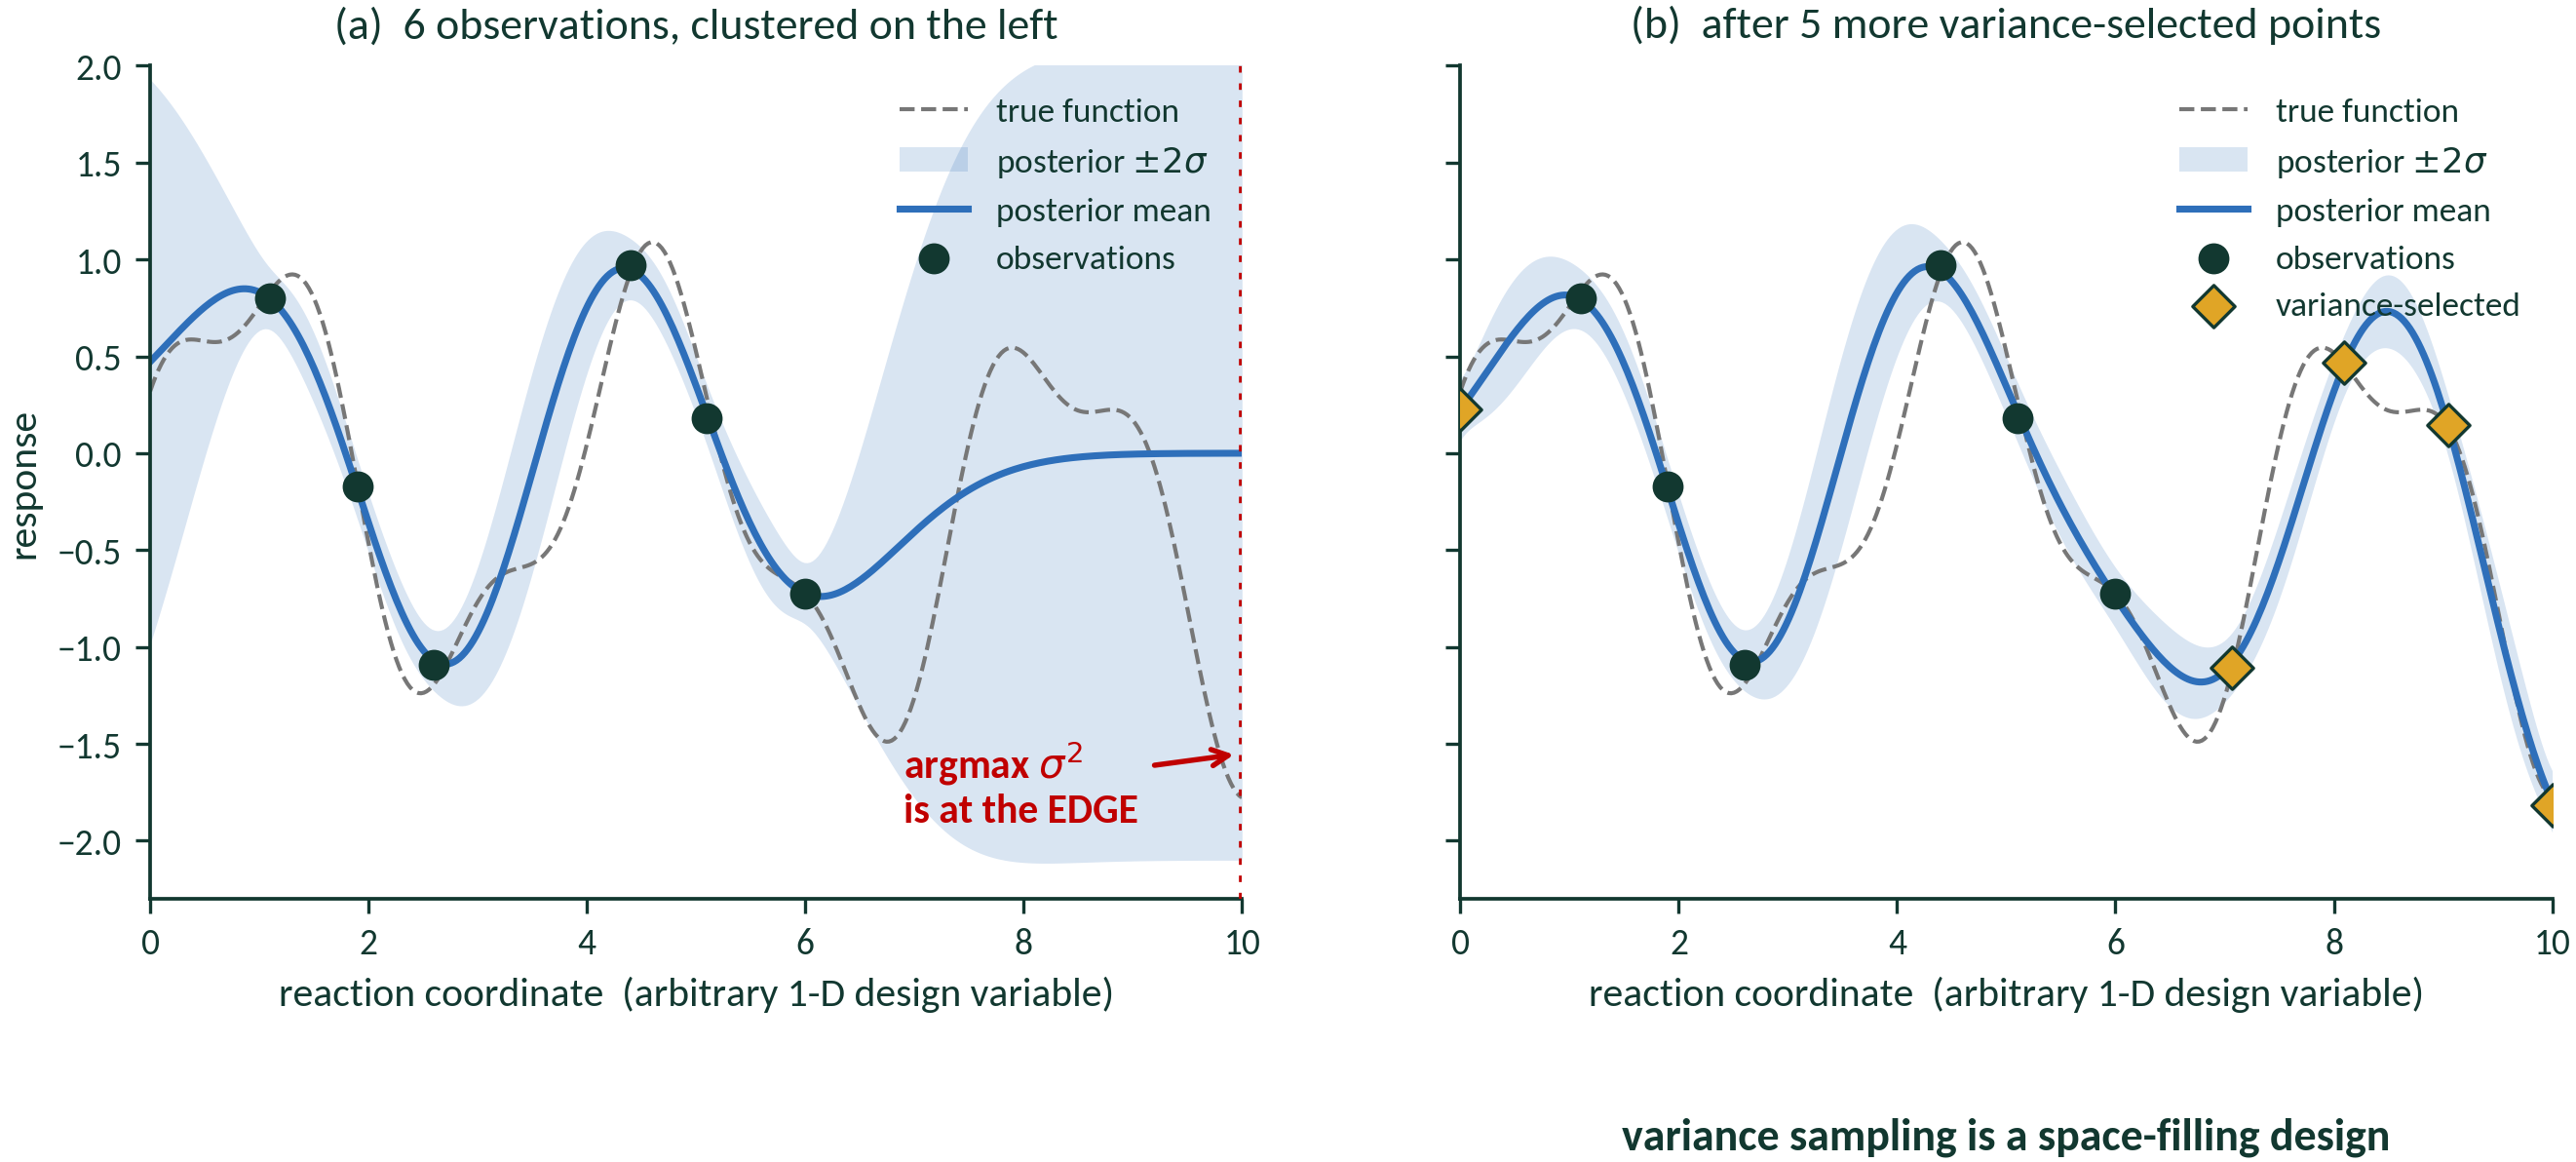 (a) 6 observations, clustered on the left
2.0
1.5
1.0
0.5
0.0
−0.5
−1.0
−1.5
−2.0
response
true function
posterior ±2σ
posterior mean
observations
argmax σ²
is at the EDGE
0 2 4 6 8 10
reaction coordinate (arbitrary 1-D design variable)
(b) after 5 more variance-selected points
true function
posterior ±2σ
posterior mean
observations
variance-selected
0 2 4 6 8 10
reaction coordinate (arbitrary 1-D design variable)
variance sampling is a space-filling design